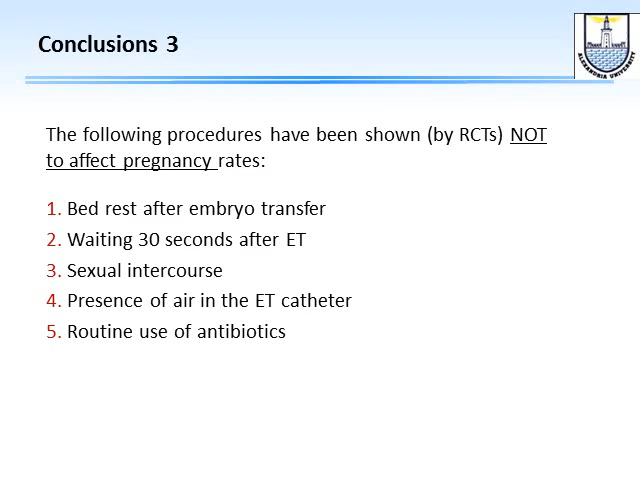 Conclusions 3
ALEXANDRIA UNIVERSITY
The following procedures have been shown (by RCTs) NOT
to affect pregnancy rates:
1. Bed rest after embryo transfer
2. Waiting 30 seconds after ET
3. Sexual intercourse
4. Presence of air in the ET catheter
5. Routine use of antibiotics